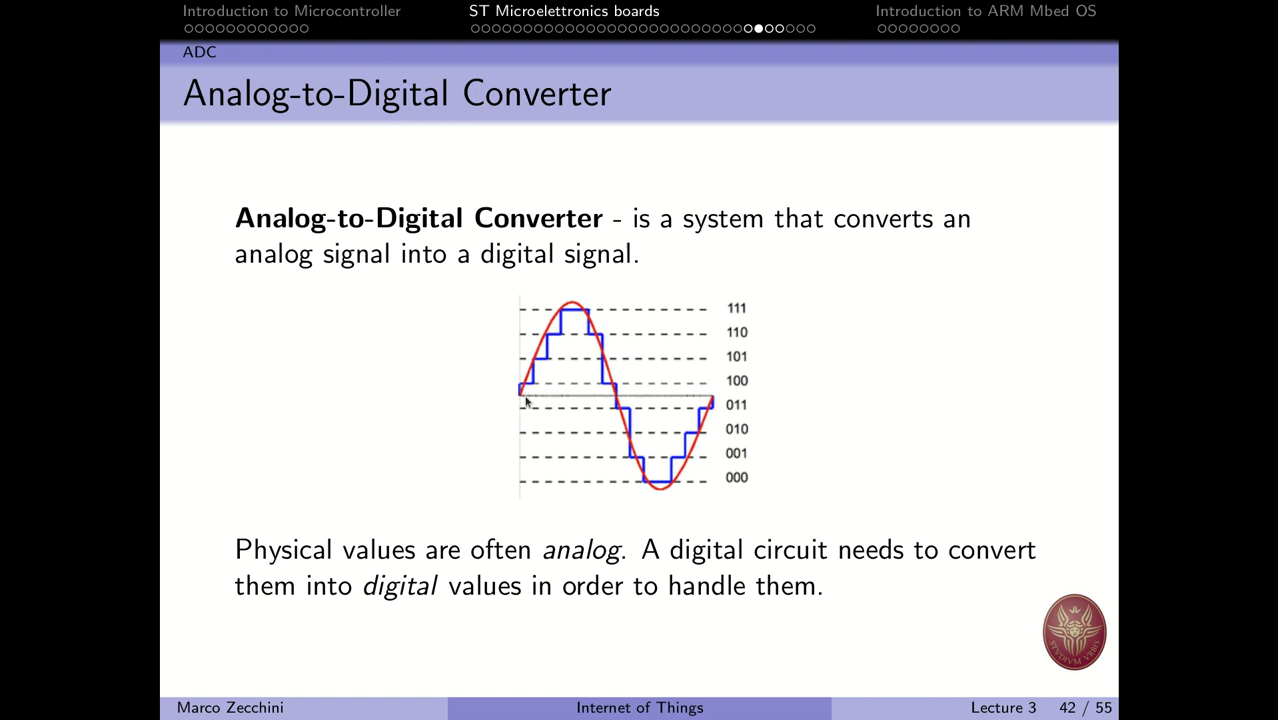 Introduction to Microcontroller
ST Microelettronics boards
Introduction to ARM Mbed OS
ADC
Analog-to-Digital Converter
Analog-to-Digital Converter - is a system that converts an
analog signal into a digital signal.
111
110
101
100
011
010
001
000
Physical values are often analog. A digital circuit needs to convert
them into digital values in order to handle them.
STVDIVM VRBIS
Marco Zecchini
Internet of Things
Lecture 3
42 / 55